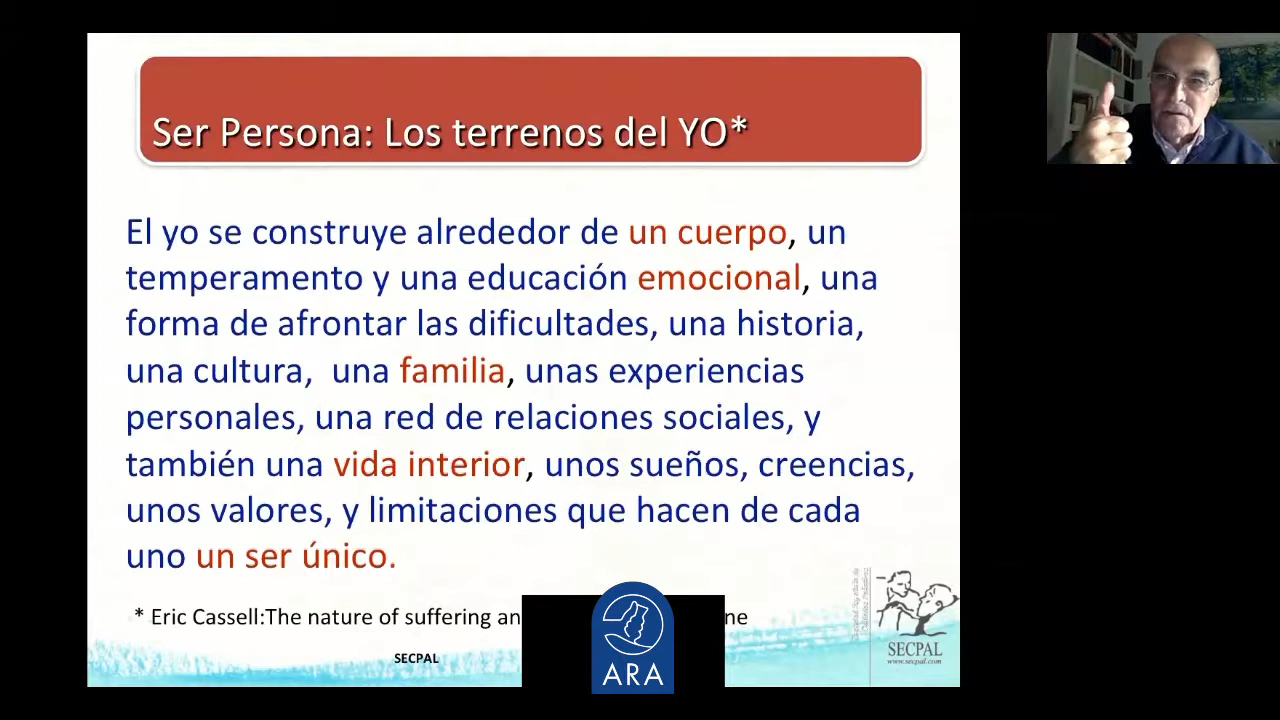 Ser Persona: Los terrenos del YO*
El yo se construye alrededor de un cuerpo, un
temperamento y una educación emocional, una
forma de afrontar las dificultades, una historia,
una cultura, una familia, unas experiencias
personales, una red de relaciones sociales, y
también una vida interior, unos sueños, creencias,
unos valores, y limitaciones que hacen de cada
uno un ser único.
* Eric Cassell:The nature of suffering an
ne
SECPAL
ARA
SECPAL
www.secpal.com